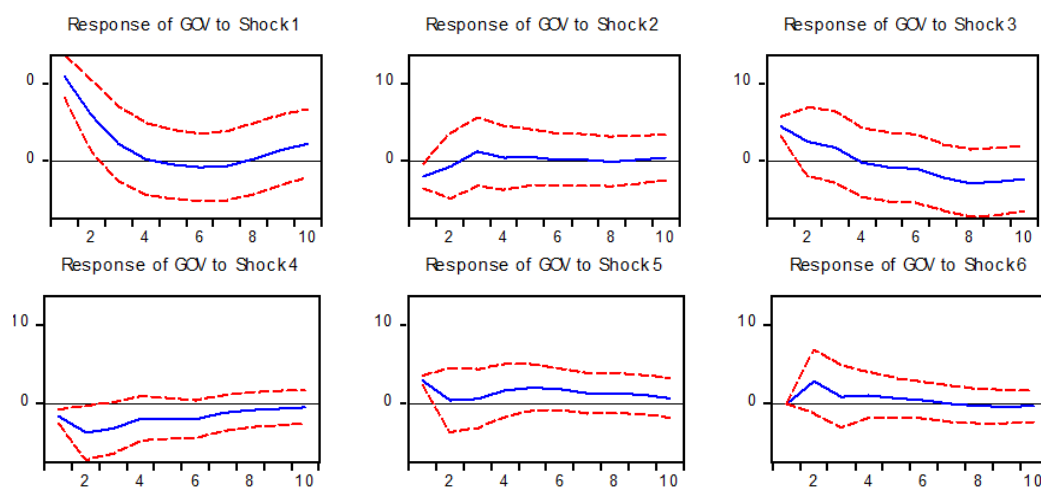 Response of GOV to Shock1
Response of GOV to Shock2
Response of GOV to Shock3
0
10
10
0
0
0
2 4 6 8 10
2 4 6 8 10
2 4 6 8 10
Response of GOV to Shock4
Response of GOV to Shock5
Response of GOV to Shock6
10
10
10
0
0
0
2 4 6 8 10
2 4 6 8 10
2 4 6 8 10